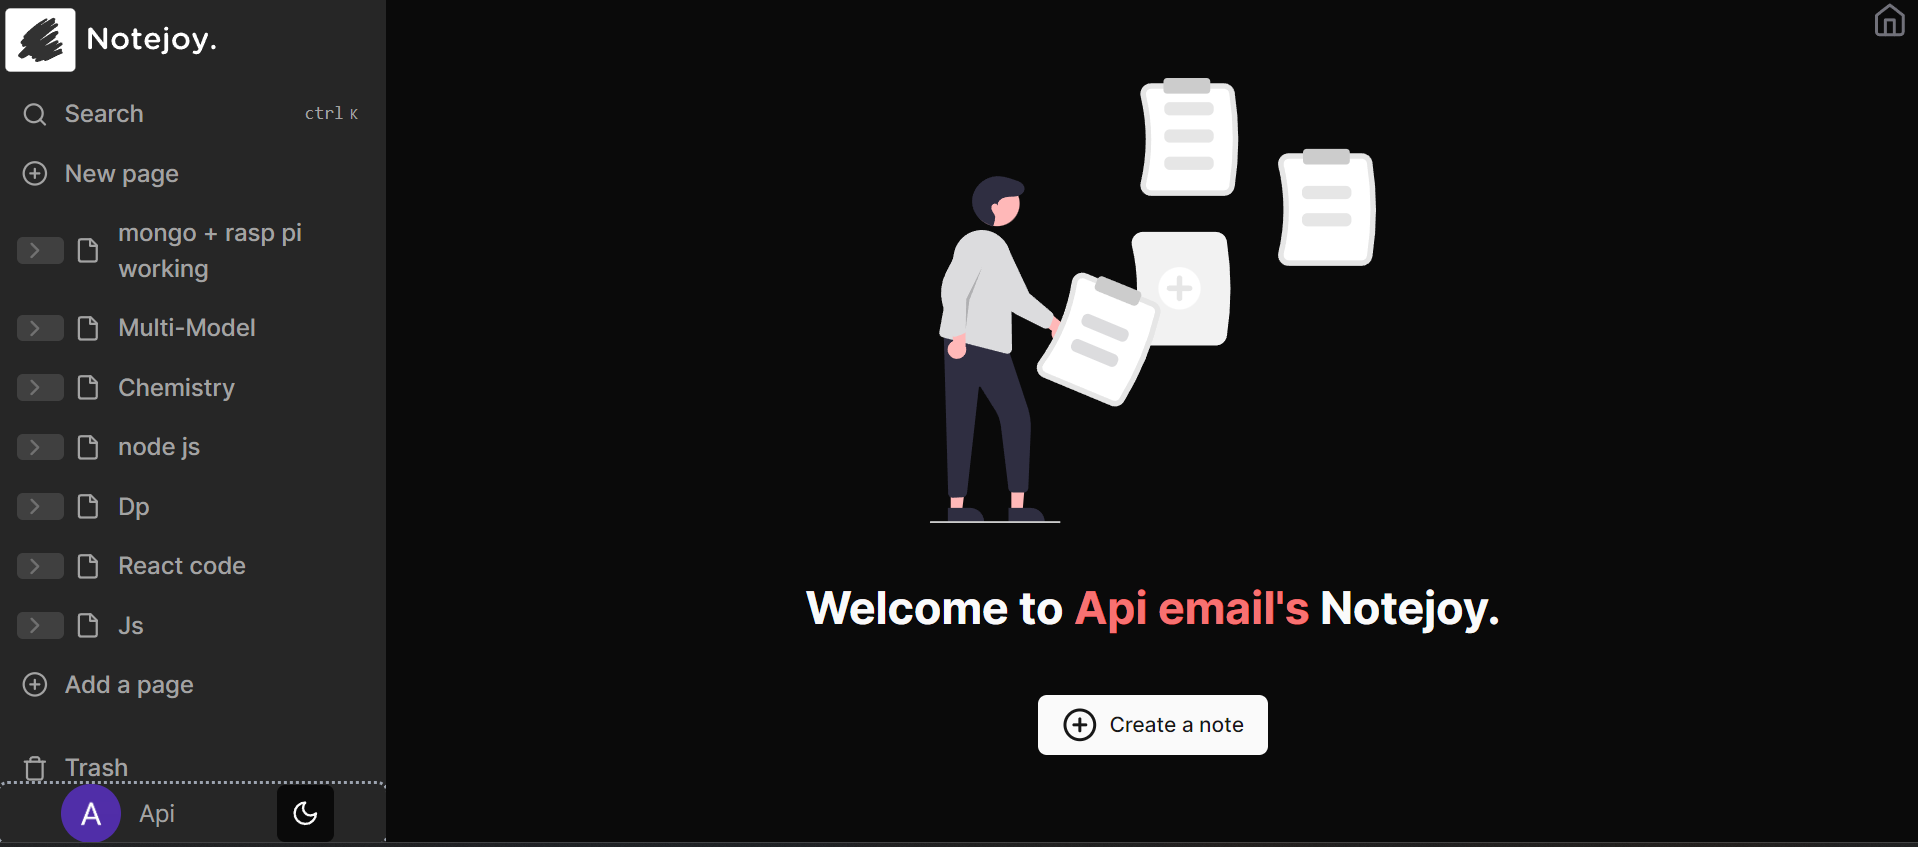 Notejoy.
Search ctrl K
New page
mongo + rasp pi
working
Multi-Model
Chemistry
node js
Dp
React code
Js
Add a page
Trash
A Api
Welcome to Api email's Notejoy.
Create a note